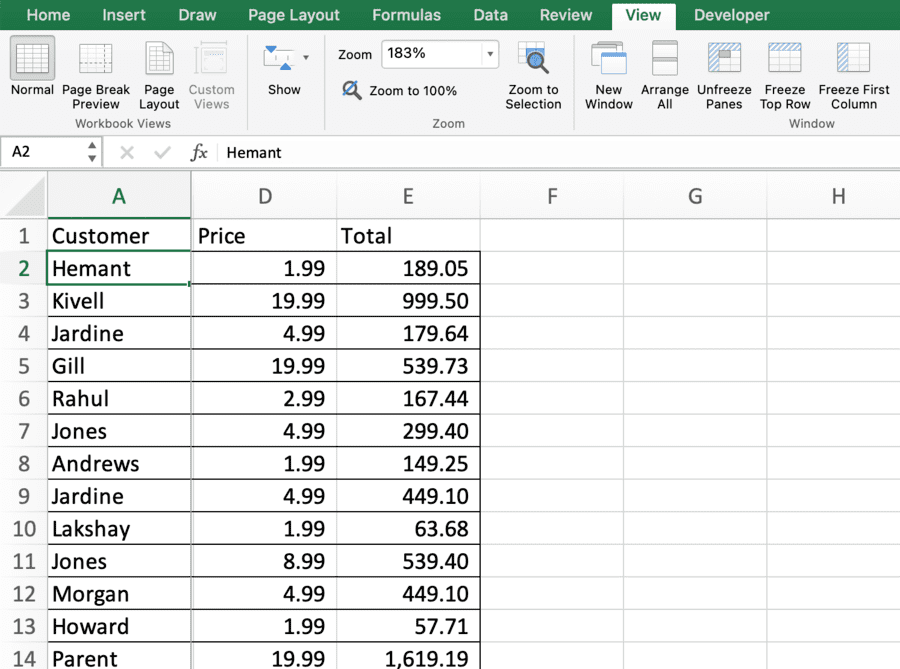 Home Insert Draw Page Layout Formulas Data Review View Developer
Normal
Page Break
Preview
Page
Layout
Custom
Views
Workbook Views
Show
Zoom 183%
Zoom to 100%
Zoom to
Selection
Zoom
New
Window
Arrange
All
Unfreeze
Panes
Freeze
Top Row
Freeze First
Column
Window
A2 fx Hemant
A D E F G H
1 Customer Price Total
2 Hemant 1.99 189.05
3 Kivell 19.99 999.50
4 Jardine 4.99 179.64
5 Gill 19.99 539.73
6 Rahul 2.99 167.44
7 Jones 4.99 299.40
8 Andrews 1.99 149.25
9 Jardine 4.99 449.10
10 Lakshay 1.99 63.68
11 Jones 8.99 539.40
12 Morgan 4.99 449.10
13 Howard 1.99 57.71
14 Parent 19.99 1,619.19